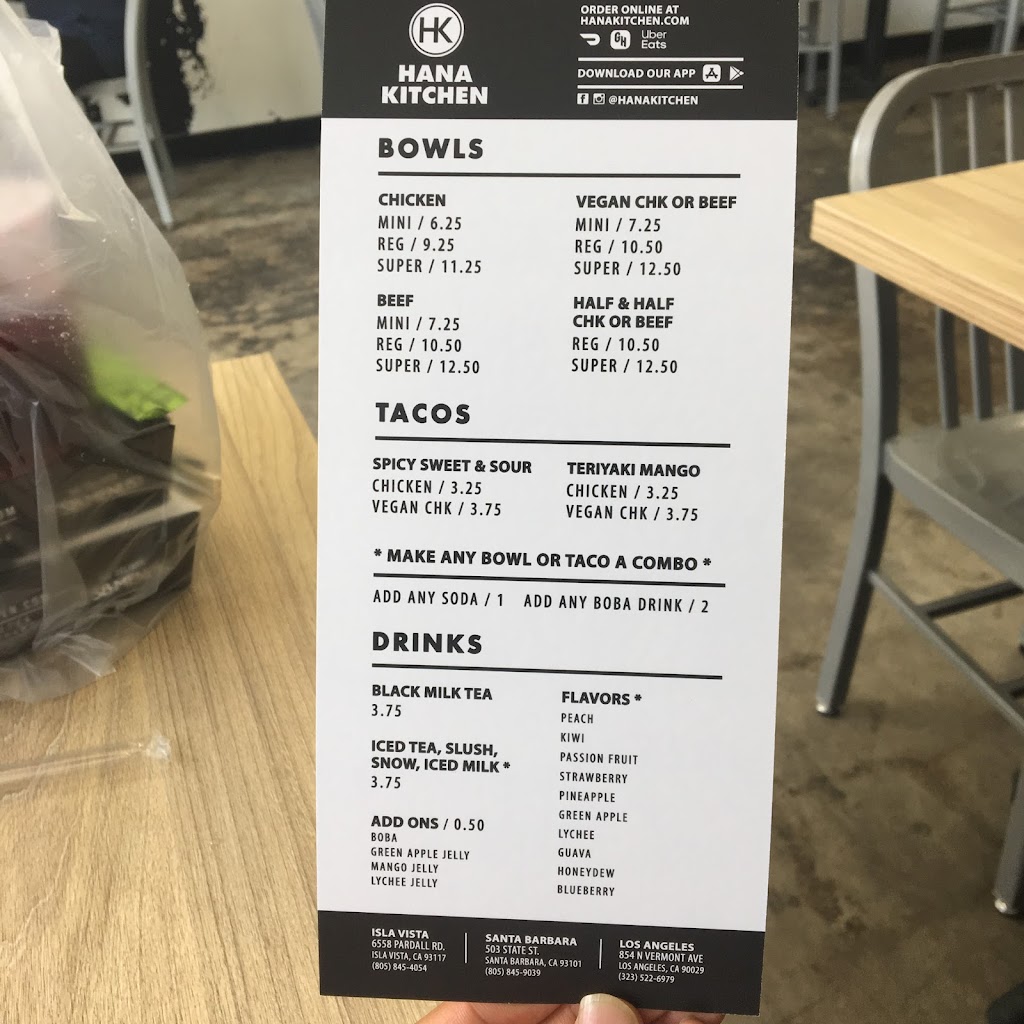 HK
HANA
KITCHEN
ORDER ONLINE AT
HANAKITCHEN.COM
GH Uber
Eats
DOWNLOAD OUR APP
@HANAKITCHEN
BOWLS
CHICKEN
MINI / 6.25
REG / 9.25
SUPER / 11.25
VEGAN CHK OR BEEF
MINI / 7.25
REG / 10.50
SUPER / 12.50
BEEF
MINI / 7.25
REG / 10.50
SUPER / 12.50
HALF & HALF
CHK OR BEEF
REG / 10.50
SUPER / 12.50
TACOS
SPICY SWEET & SOUR
CHICKEN / 3.25
VEGAN CHK / 3.75
TERIYAKI MANGO
CHICKEN / 3.25
VEGAN CHK / 3.75
* MAKE ANY BOWL OR TACO A COMBO *
ADD ANY SODA / 1 ADD ANY BOBA DRINK / 2
DRINKS
BLACK MILK TEA
3.75
ICED TEA, SLUSH,
SNOW, ICED MILK *
3.75
ADD ONS / 0.50
BOBA
GREEN APPLE JELLY
MANGO JELLY
LYCHEE JELLY
FLAVORS *
PEACH
KIWI
PASSION FRUIT
STRAWBERRY
PINEAPPLE
GREEN APPLE
LYCHEE
GUAVA
HONEYDEW
BLUEBERRY
ISLA VISTA
6558 PARDALL RD.
ISLA VISTA, CA 93117
(805) 845-4054
SANTA BARBARA
503 STATE ST.
SANTA BARBARA, CA 93101
(805) 845-9039
LOS ANGELES
854 N VERMONT AVE
LOS ANGELES, CA 90029
(323) 522-6979